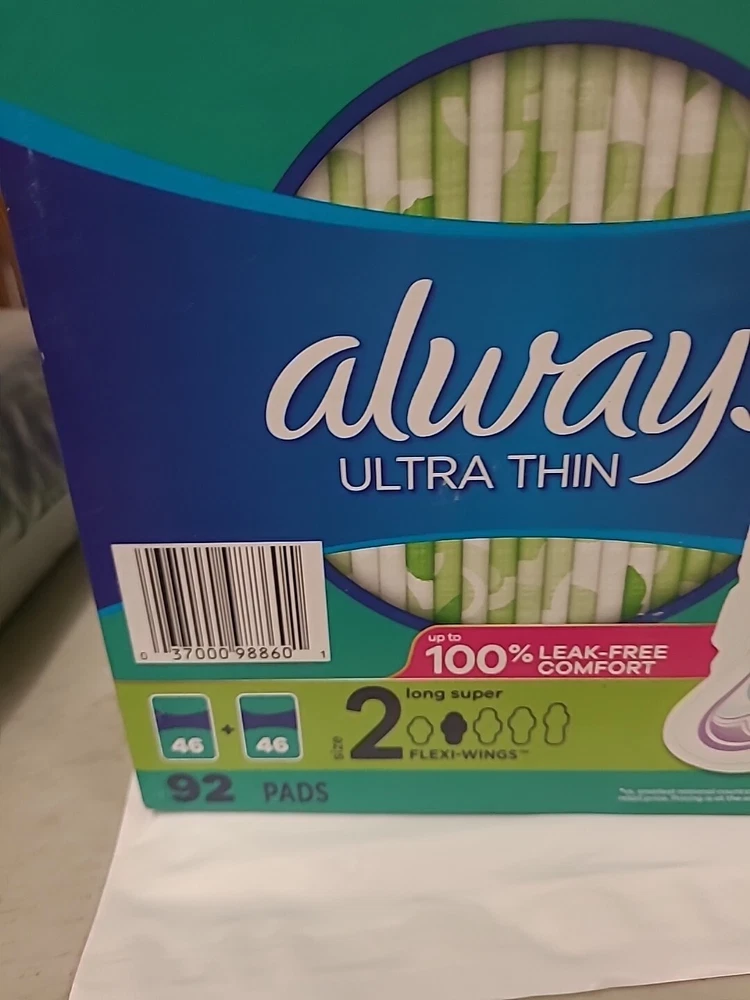 always
ULTRA THIN
0 37000 98860 1
up to
100% LEAK-FREE
COMFORT
46 + 46
size 2 long super
FLEXI-WINGS™
92 PADS